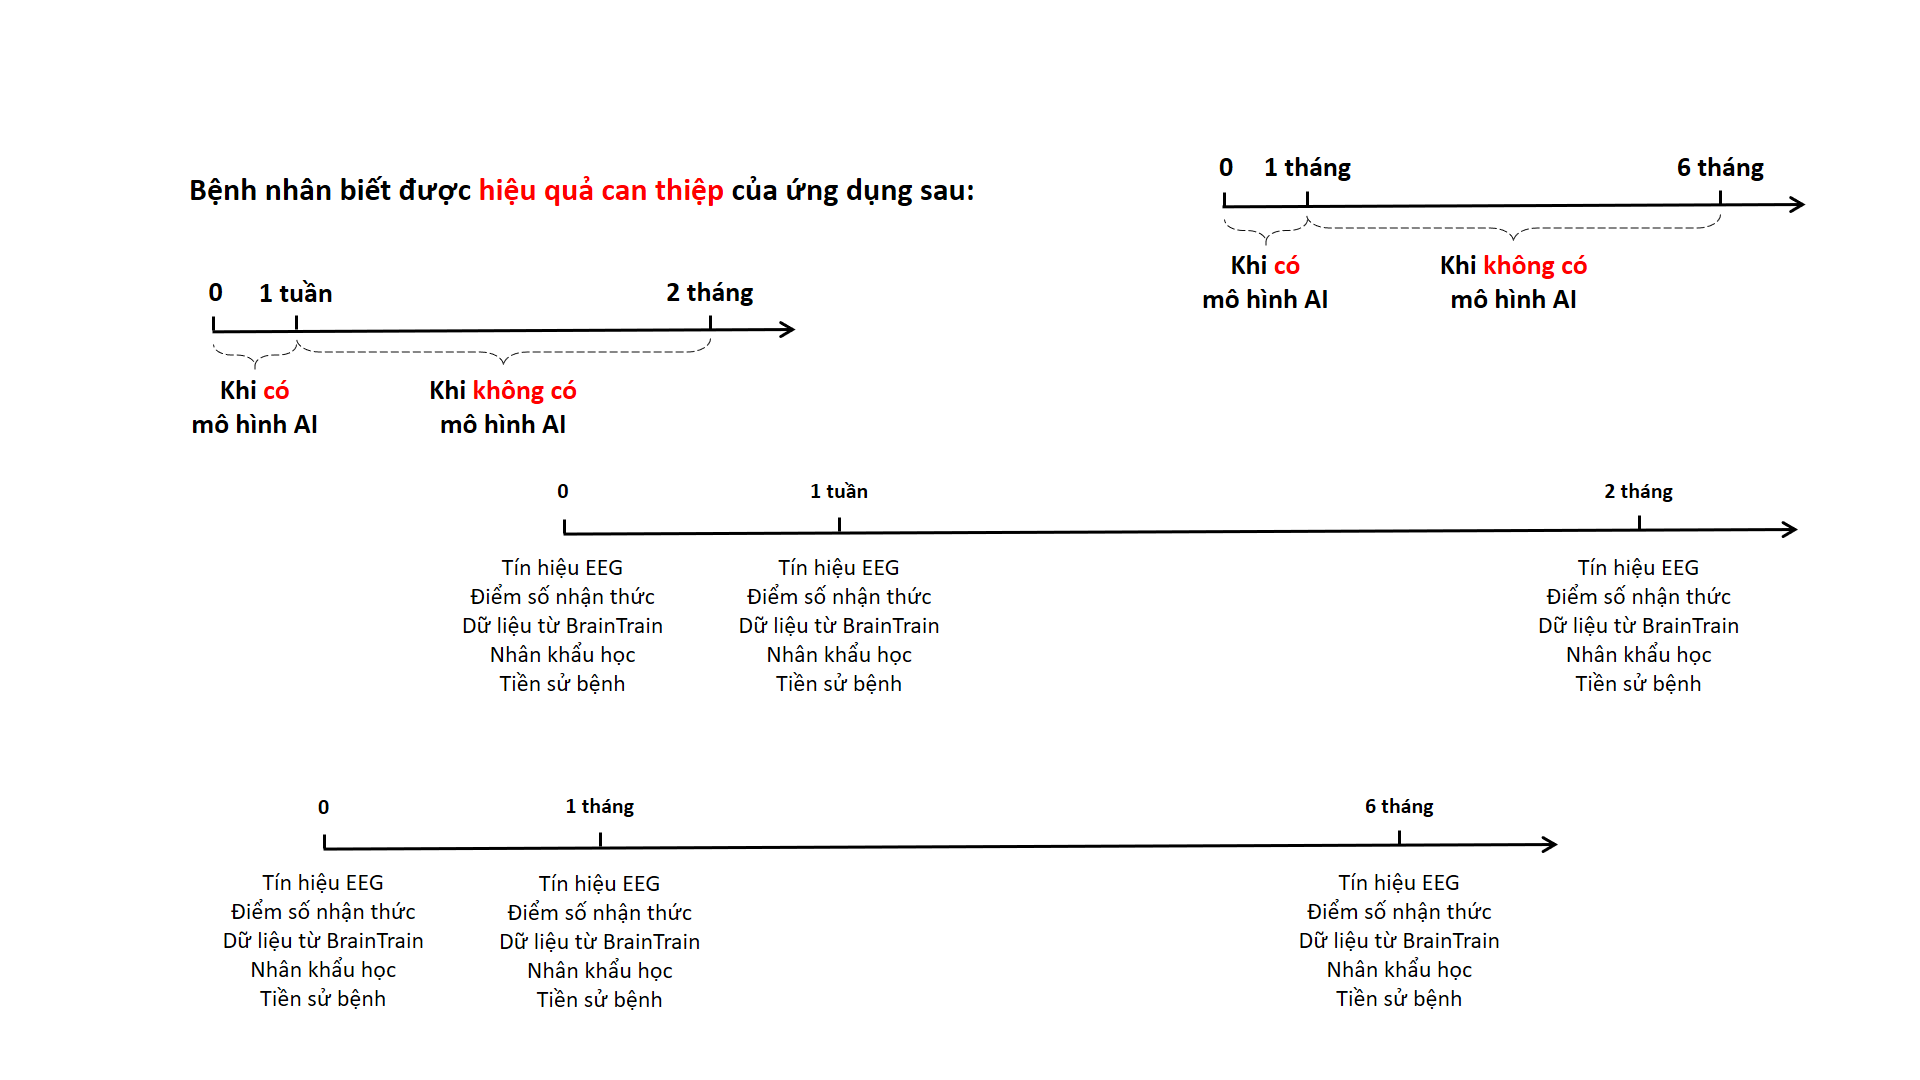 Bệnh nhân biết được hiệu quả can thiệp của ứng dụng sau:
0 1 tuần 2 tháng
Khi có
mô hình AI
Khi không có
mô hình AI
0 1 tháng 6 tháng
Khi có
mô hình AI
Khi không có
mô hình AI
0 1 tuần 2 tháng
Tín hiệu EEG
Điểm số nhận thức
Dữ liệu từ BrainTrain
Nhân khẩu học
Tiền sử bệnh
Tín hiệu EEG
Điểm số nhận thức
Dữ liệu từ BrainTrain
Nhân khẩu học
Tiền sử bệnh
Tín hiệu EEG
Điểm số nhận thức
Dữ liệu từ BrainTrain
Nhân khẩu học
Tiền sử bệnh
0 1 tháng 6 tháng
Tín hiệu EEG
Điểm số nhận thức
Dữ liệu từ BrainTrain
Nhân khẩu học
Tiền sử bệnh
Tín hiệu EEG
Điểm số nhận thức
Dữ liệu từ BrainTrain
Nhân khẩu học
Tiền sử bệnh
Tín hiệu EEG
Điểm số nhận thức
Dữ liệu từ BrainTrain
Nhân khẩu học
Tiền sử bệnh